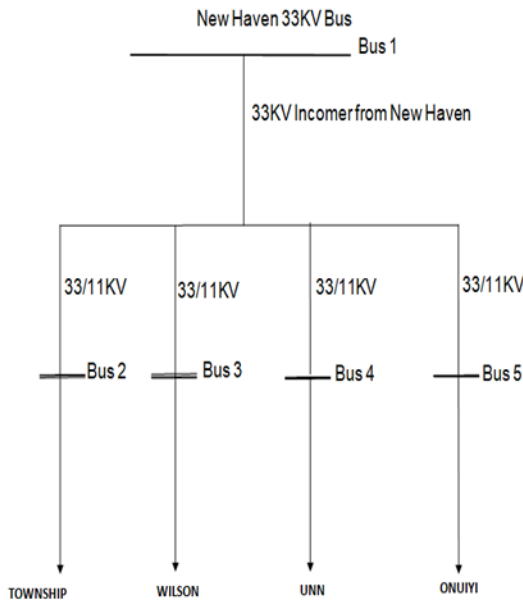 New Haven 33KV Bus
Bus 1
33KV Incomer from New Haven
33/11KV
33/11KV
33/11KV
33/11KV
Bus 2
Bus 3
Bus 4
Bus 5
TOWNSHIP
WILSON
UNN
ONUIYI